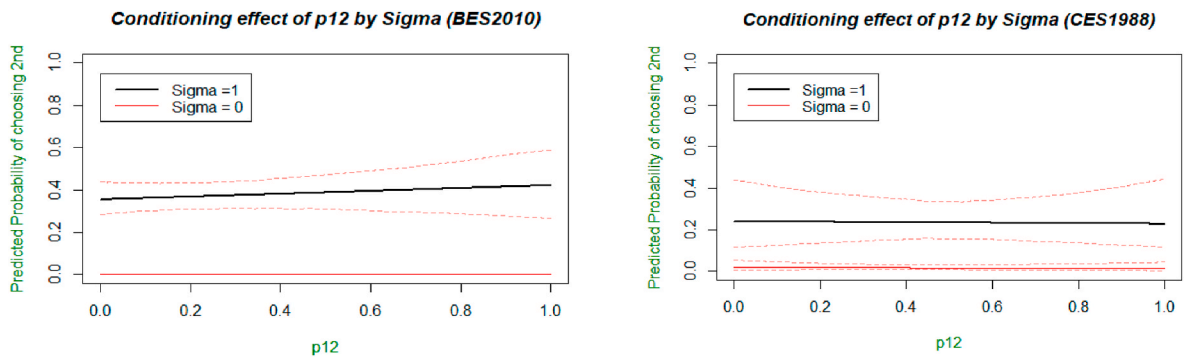 Conditioning effect of p12 by Sigma (BES2010)
Predicted Probability of choosing 2nd
1.0
0.8
0.6
0.4
0.2
0.0
Sigma =1
Sigma = 0
0.0 0.2 0.4 0.6 0.8 1.0
p12
Conditioning effect of p12 by Sigma (CES1988)
Predicted Probability of choosing 2nd
1.0
0.8
0.6
0.4
0.2
0.0
Sigma =1
Sigma = 0
0.0 0.2 0.4 0.6 0.8 1.0
p12